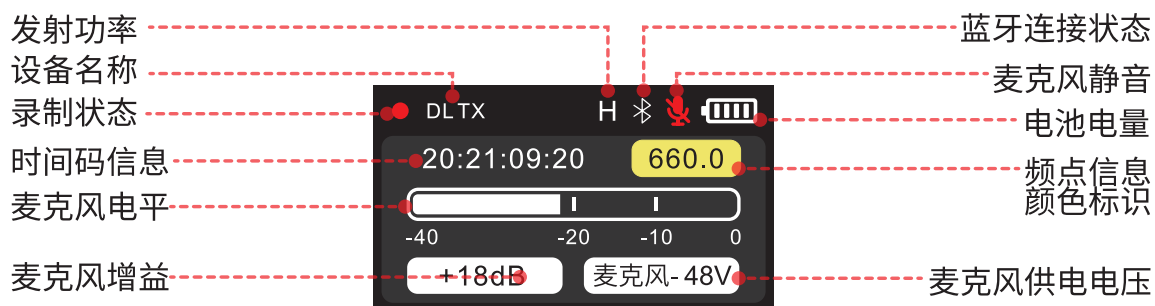 发射功率
设备名称
录制状态
时间码信息
麦克风电平
麦克风增益
DL TX
H
20:21:09:20
660.0
-40 -20 -10 0
+18dB
麦克风- 48V
蓝牙连接状态
麦克风静音
电池电量
频点信息
颜色标识
麦克风供电电压